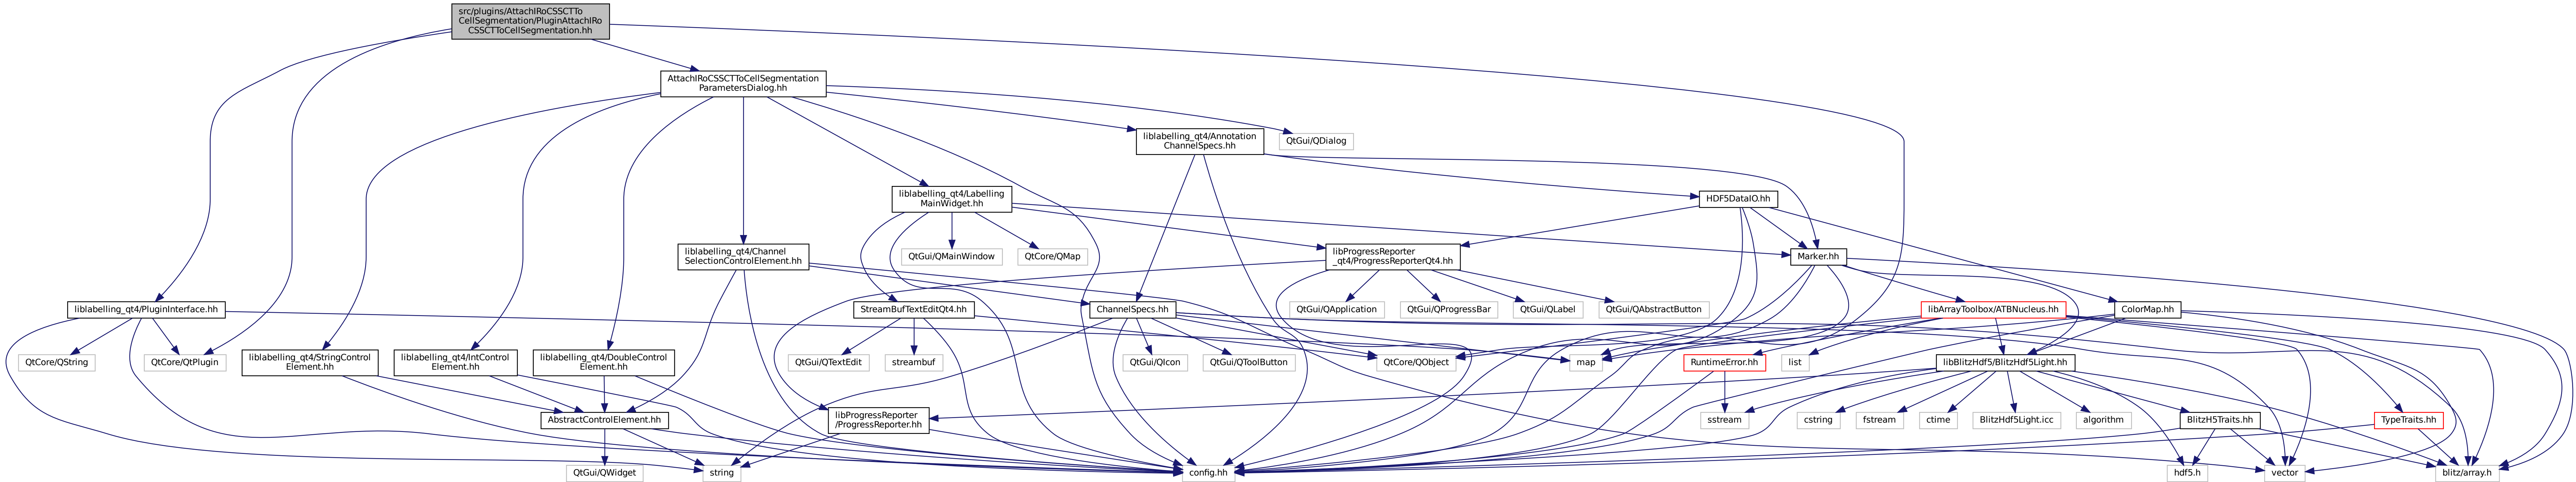 src/plugins/AttachIRoCSSCTTo
CellSegmentation/PluginAttachIRo
CSSCTToCellSegmentation.hh
AttachIRoCSSCTToCellSegmentation
ParametersDialog.hh
liblabelling_qt4/Annotation
ChannelSpecs.hh
QtGui/QDialog
liblabelling_qt4/Labelling
MainWidget.hh
HDF5DataIO.hh
liblabelling_qt4/Channel
SelectionControlElement.hh
QtGui/QMainWindow
QtCore/QMap
libProgressReporter
_qt4/ProgressReporterQt4.hh
Marker.hh
liblabelling_qt4/PluginInterface.hh
StreamBufTextEditQt4.hh
ChannelSpecs.hh
QtGui/QApplication
QtGui/QProgressBar
QtGui/QLabel
QtGui/QAbstractButton
libArrayToolbox/ATBNucleus.hh
ColorMap.hh
QtCore/QString
QtCore/QtPlugin
liblabelling_qt4/StringControl
Element.hh
liblabelling_qt4/IntControl
Element.hh
liblabelling_qt4/DoubleControl
Element.hh
QtGui/QTextEdit
streambuf
QtGui/QIcon
QtGui/QToolButton
QtCore/QObject
map
RuntimeError.hh
list
libBlitzHdf5/BlitzHdf5Light.hh
AbstractControlElement.hh
libProgressReporter
/ProgressReporter.hh
sstream
cstring
fstream
ctime
BlitzHdf5Light.icc
algorithm
BlitzH5Traits.hh
TypeTraits.hh
QtGui/QWidget
string
config.hh
hdf5.h
vector
blitz/array.h